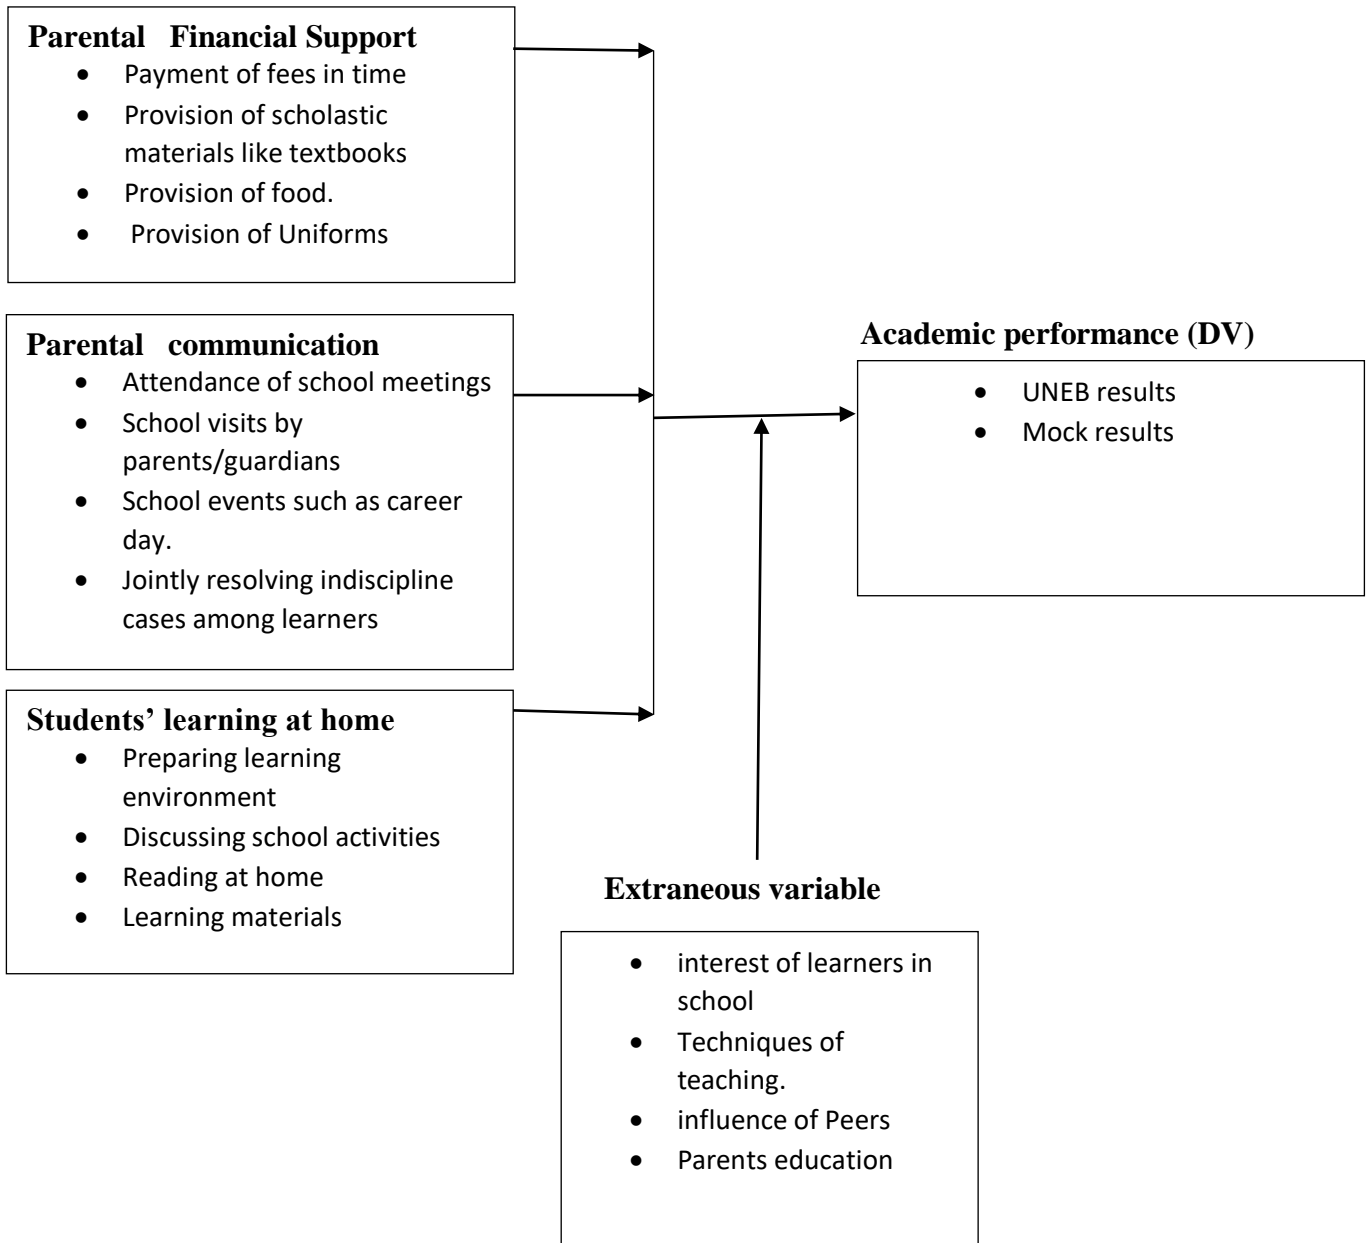 Parental Financial Support
• Payment of fees in time
• Provision of scholastic
materials like textbooks
• Provision of food.
• Provision of Uniforms
Parental communication
• Attendance of school meetings
• School visits by
parents/guardians
• School events such as career
day.
• Jointly resolving indiscipline
cases among learners
Students’ learning at home
• Preparing learning
environment
• Discussing school activities
• Reading at home
• Learning materials
Academic performance (DV)
• UNEB results
• Mock results
Extraneous variable
• interest of learners in
school
• Techniques of
teaching.
• influence of Peers
• Parents education